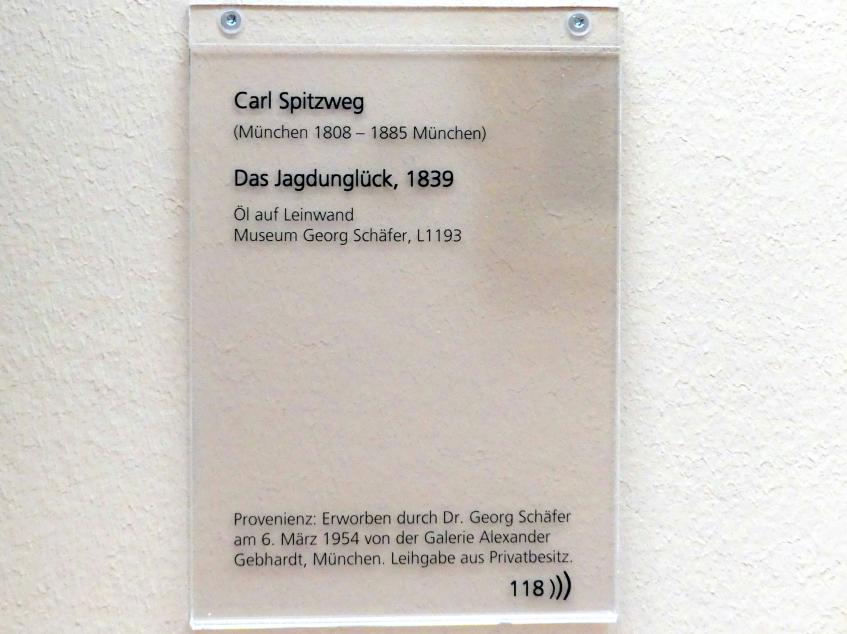 Carl Spitzweg
(München 1808 – 1885 München)
Das Jagdunglück, 1839
Öl auf Leinwand
Museum Georg Schäfer, L1193
Provenienz: Erworben durch Dr. Georg Schäfer
am 6. März 1954 von der Galerie Alexander
Gebhardt, München. Leihgabe aus Privatbesitz.
118 )))